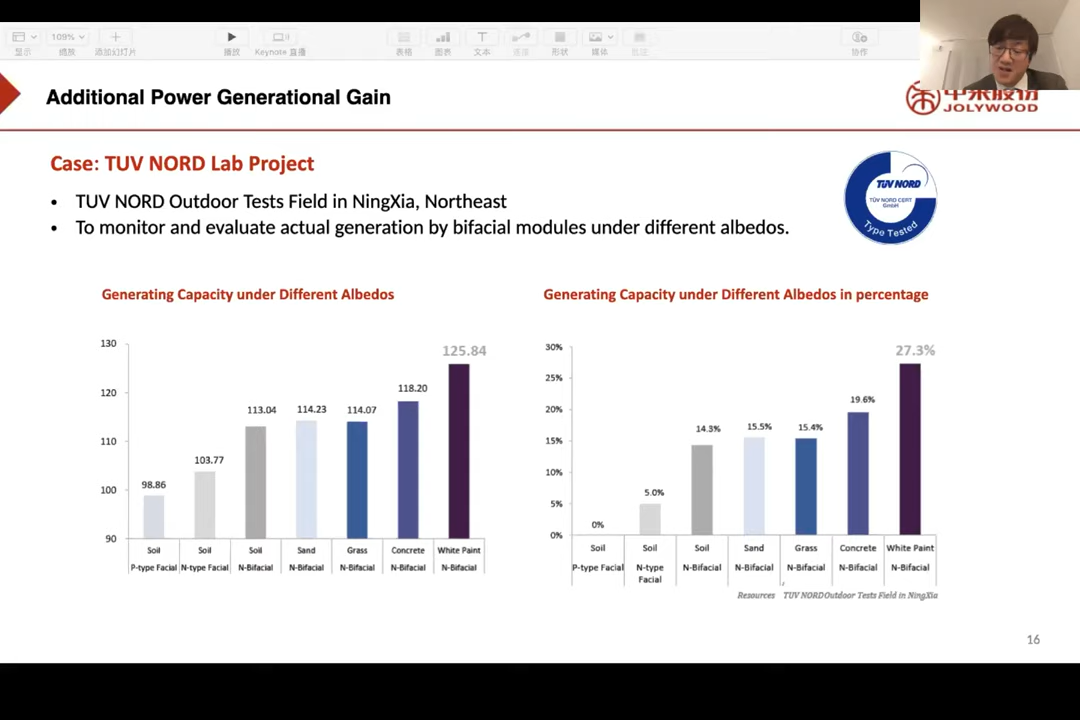 109%
显示
缩放
添加幻灯片
播放
Keynote 直播
表格
图表
文本
连接
形状
媒体
批注
协作
Additional Power Generational Gain
JOLYWOOD
Case: TUV NORD Lab Project
• TUV NORD Outdoor Tests Field in NingXia, Northeast
• To monitor and evaluate actual generation by bifacial modules under different albedos.
TÜV NORD
TÜV NORD CERT
GmbH
Type Tested
Generating Capacity under Different Albedos
130
120
110
100
90
98.86
103.77
113.04
114.23
114.07
118.20
125.84
Soil Soil Soil Sand Grass Concrete White Paint
P-type Facial N-type Facial N-Bifacial N-Bifacial N-Bifacial N-Bifacial N-Bifacial
Generating Capacity under Different Albedos in percentage
30%
25%
20%
15%
10%
5%
0%
0%
5.0%
14.3%
15.5%
15.4%
19.6%
27.3%
Soil Soil Soil Sand Grass Concrete White Paint
P-type Facial N-type Facial N-Bifacial N-Bifacial N-Bifacial N-Bifacial N-Bifacial
Resources TUV NORDOutdoor Tests Field in NingXia
16